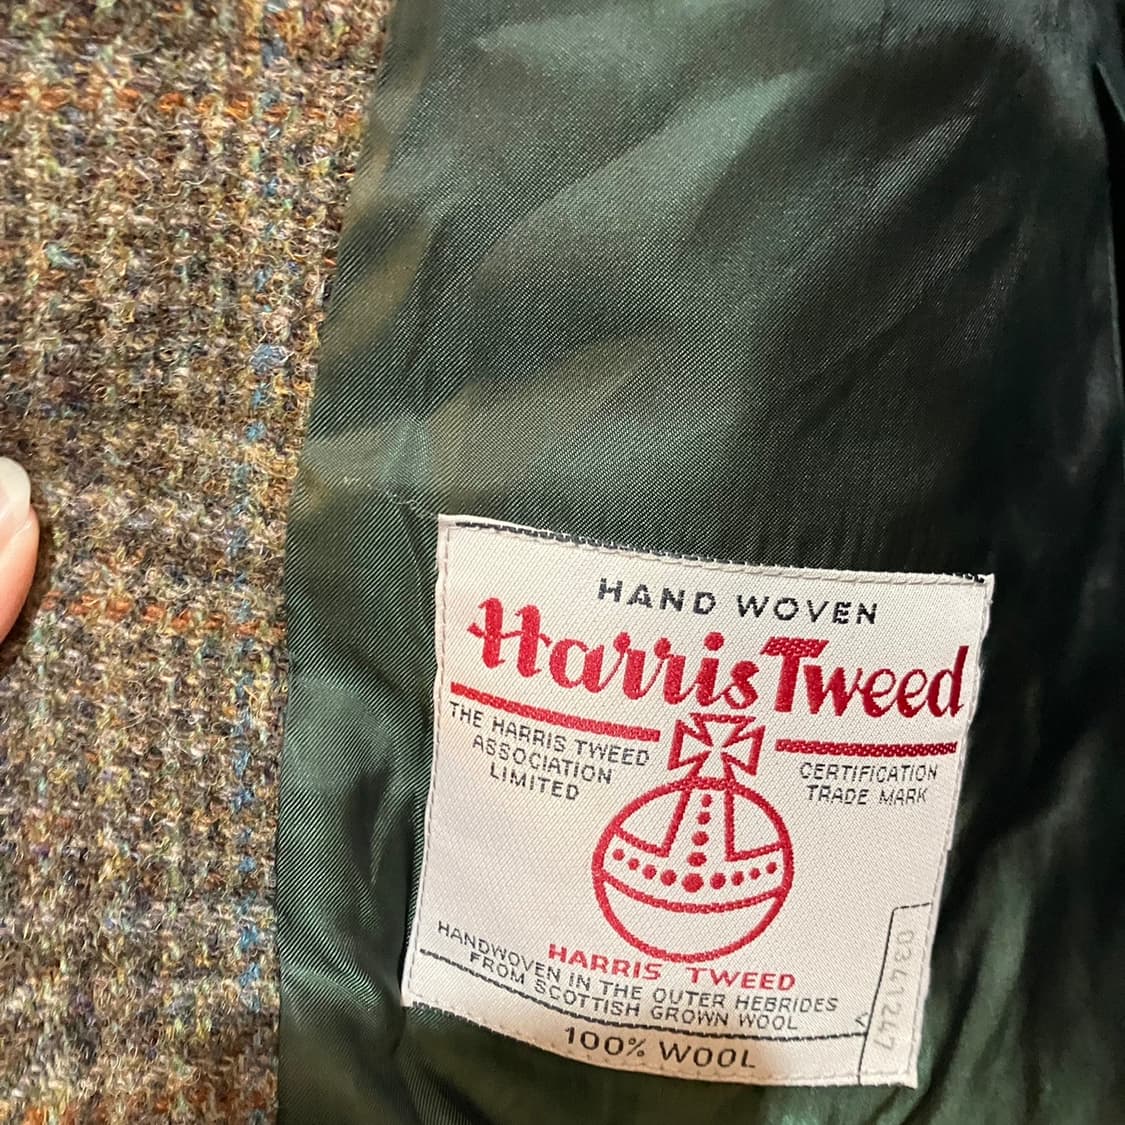 HAND WOVEN
Harris Tweed
THE HARRIS TWEED
ASSOCIATION
LIMITED
CERTIFICATION
TRADE MARK
HARRIS TWEED
HANDWOVEN IN THE OUTER HEBRIDES
FROM SCOTTISH GROWN WOOL
100% WOOL
0341247